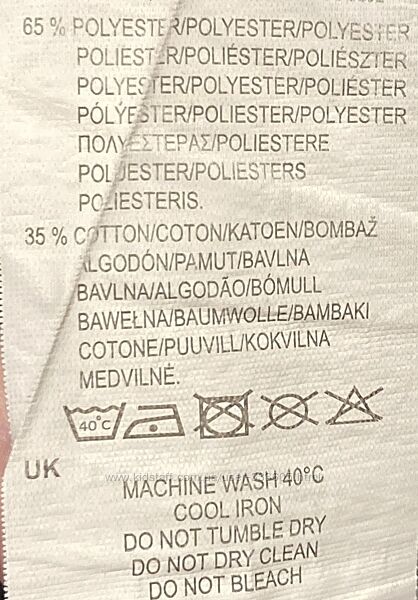 65 % POLYESTER/POLYESTER/POLYESTER
POLIESTER/POLIÉSTER/POLIÉSZTER
POLYESTER/POLYESTER/POLIESTER
PÓLÝESTER/POLYESTER/POLYESTER
ΠΟΛΥΕΣΤΕΡΑΣ/POLIESTERE
POLÜESTER/POLIESTERS
POLIESTERIS.
35 % COTTON/COTON/KATOEN/BOMBAŽ
ALGODÓN/PAMUT/BAVLNA
BAVLNA/ALGODÃO/BÓMULL
BAWEŁNA/BAUMWOLLE/BAMBAKI
COTONE/PUUVILL/KOKVILNA
MEDVILNĖ.
40°C
UK
MACHINE WASH 40°C
COOL IRON
DO NOT TUMBLE DRY
DO NOT DRY CLEAN
DO NOT BLEACH